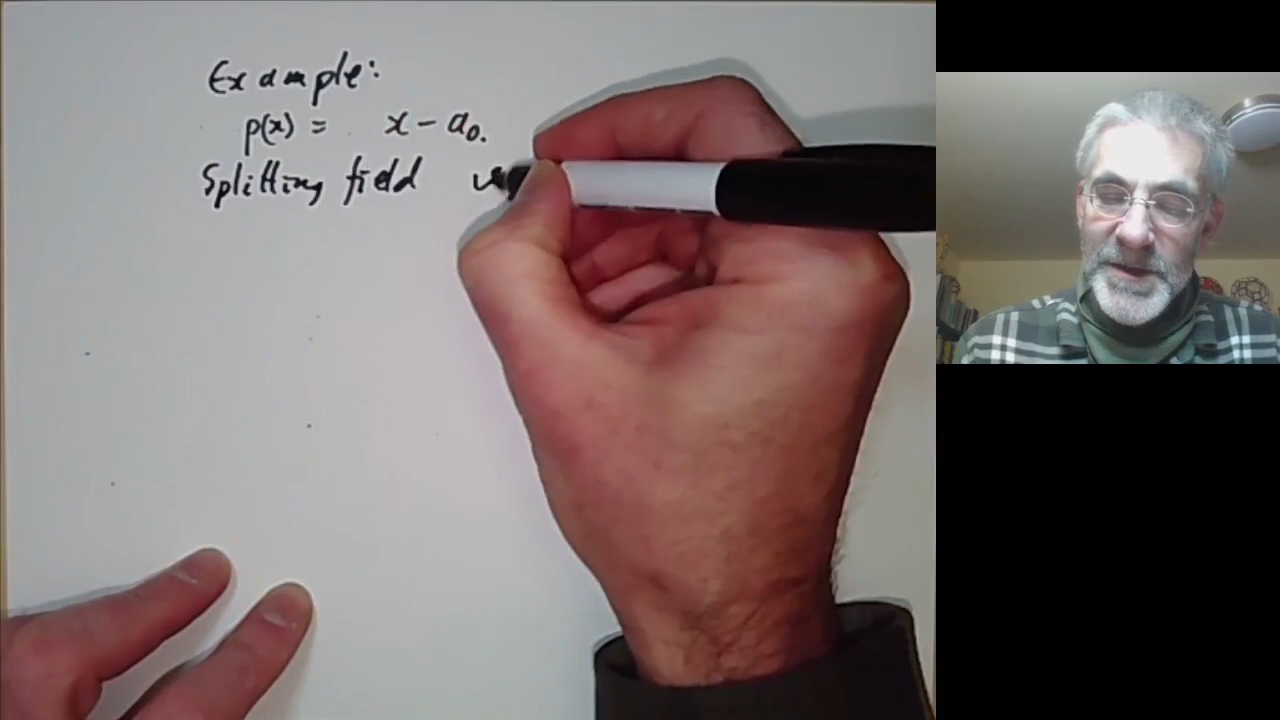 Example:
p(x) = x - a₀.
Splitting field